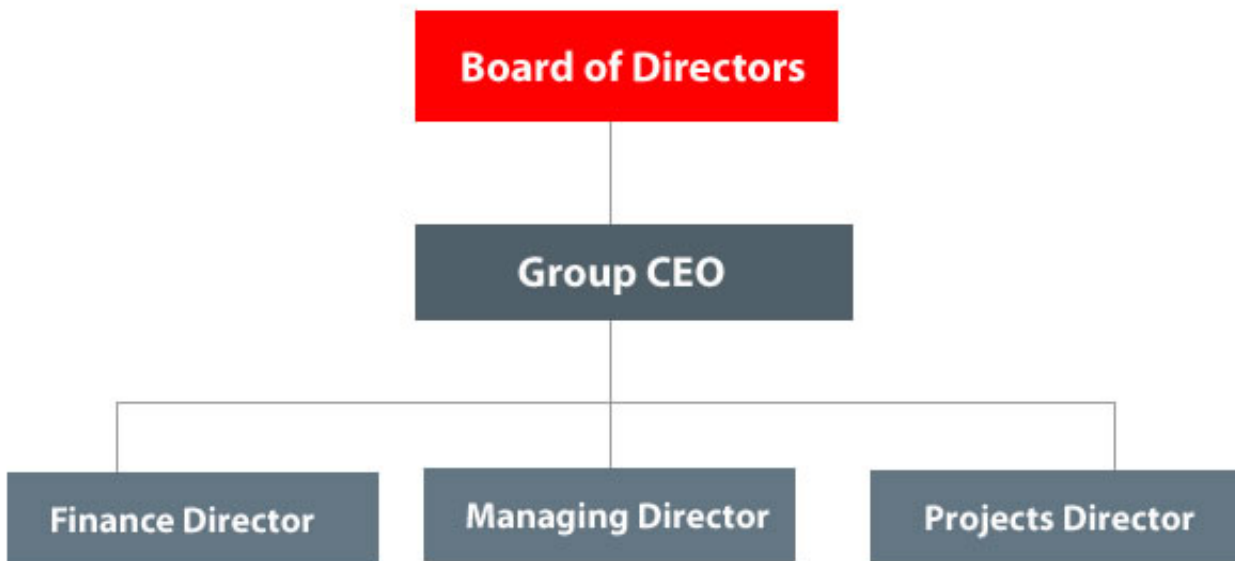 Board of Directors
Group CEO
Finance Director
Managing Director
Projects Director